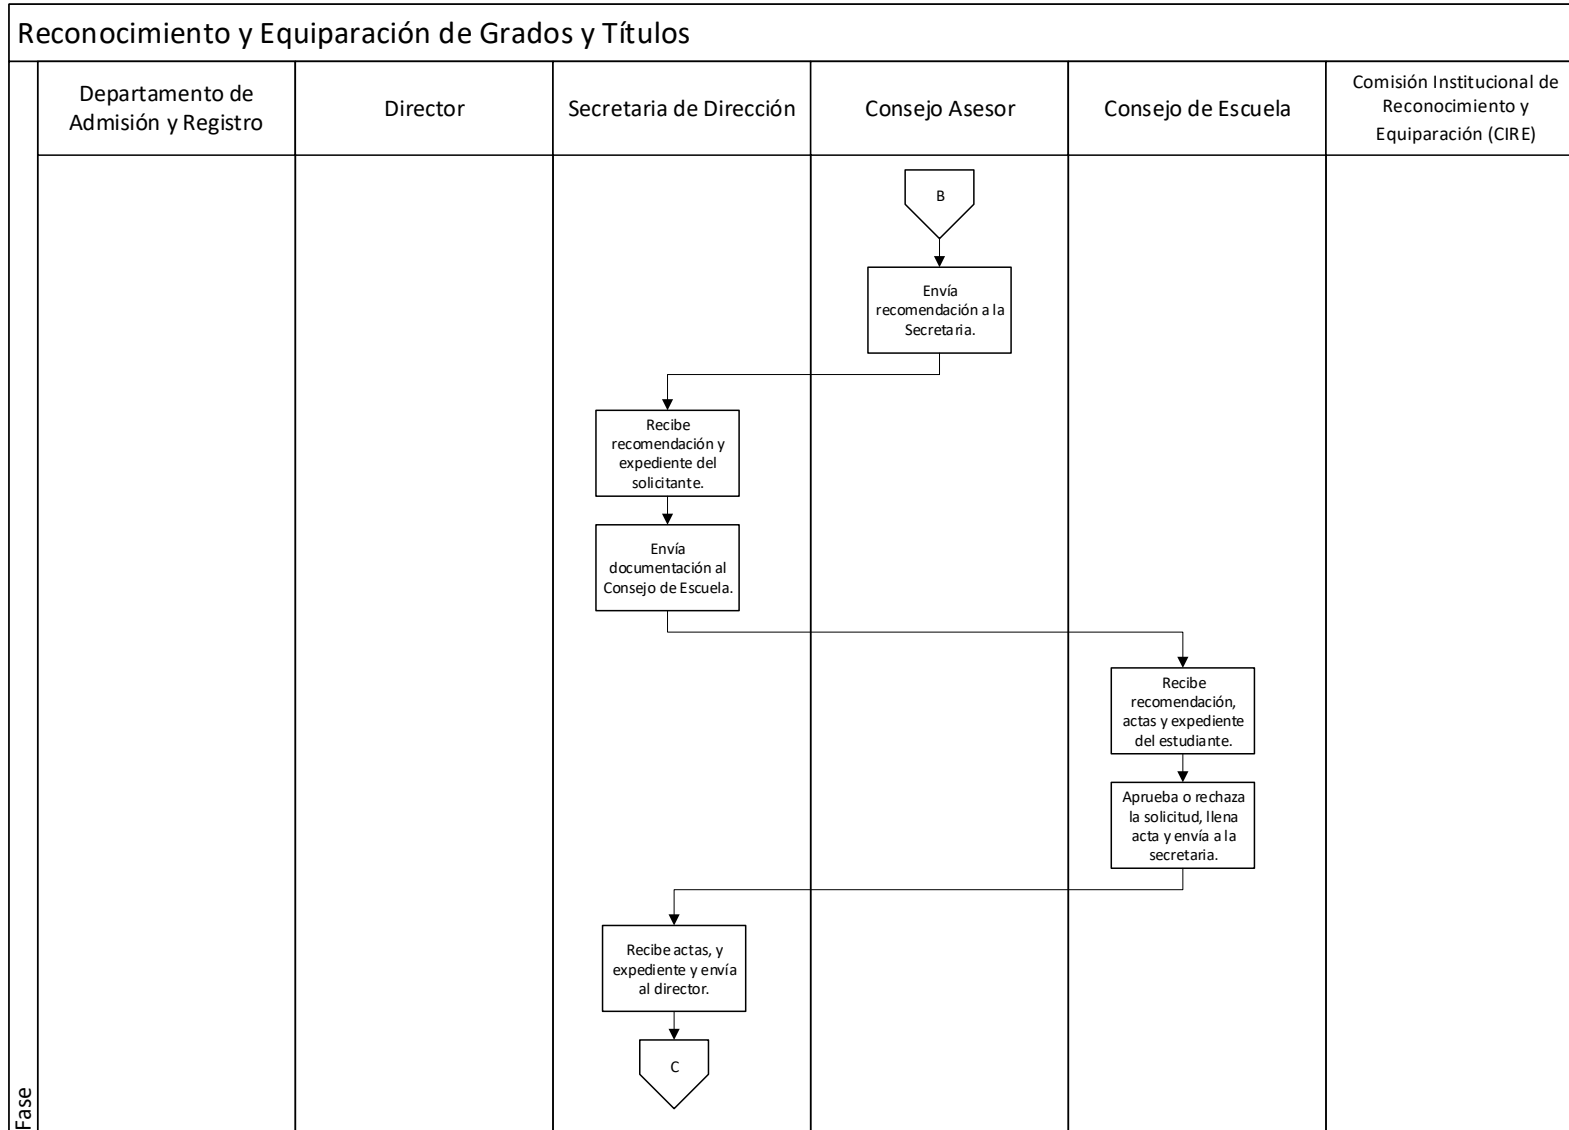 Reconocimiento y Equiparación de Grados y Títulos
Departamento de
Admisión y Registro
Director
Secretaria de Dirección
Consejo Asesor
Consejo de Escuela
Comisión Institucional de
Reconocimiento y
Equiparación (CIRE)
B
Envía
recomendación a la
Secretaria.
Recibe
recomendación y
expediente del
solicitante.
Envía
documentación al
Consejo de Escuela.
Recibe
recomendación,
actas y expediente
del estudiante.
Aprueba o rechaza
la solicitud, llena
acta y envía a la
secretaria.
Recibe actas, y
expediente y envía
al director.
C
Fase